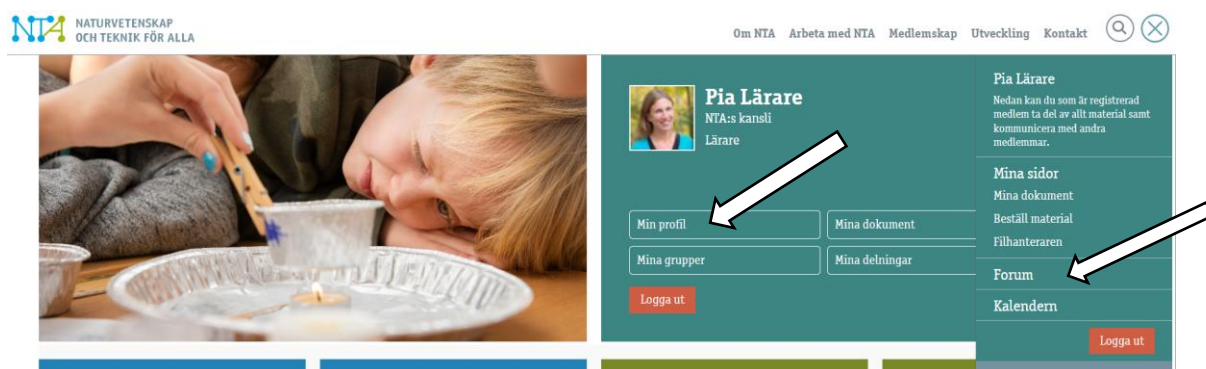 NTA
NATURVETENSKAP
OCH TEKNIK FÖR ALLA
Om NTA Arbeta med NTA Medlemskap Utveckling Kontakt
Pia Lärare
NTA:s kansli
Lärare
Min profil
Mina dokument
Mina grupper
Mina delningar
Logga ut
Pia Lärare
Nedan kan du som är registrerad
medlem ta del av allt material samt
kommunicera med andra
medlemmar.
Mina sidor
Mina dokument
Beställ material
Filhanteraren
Forum
Kalendern
Logga ut